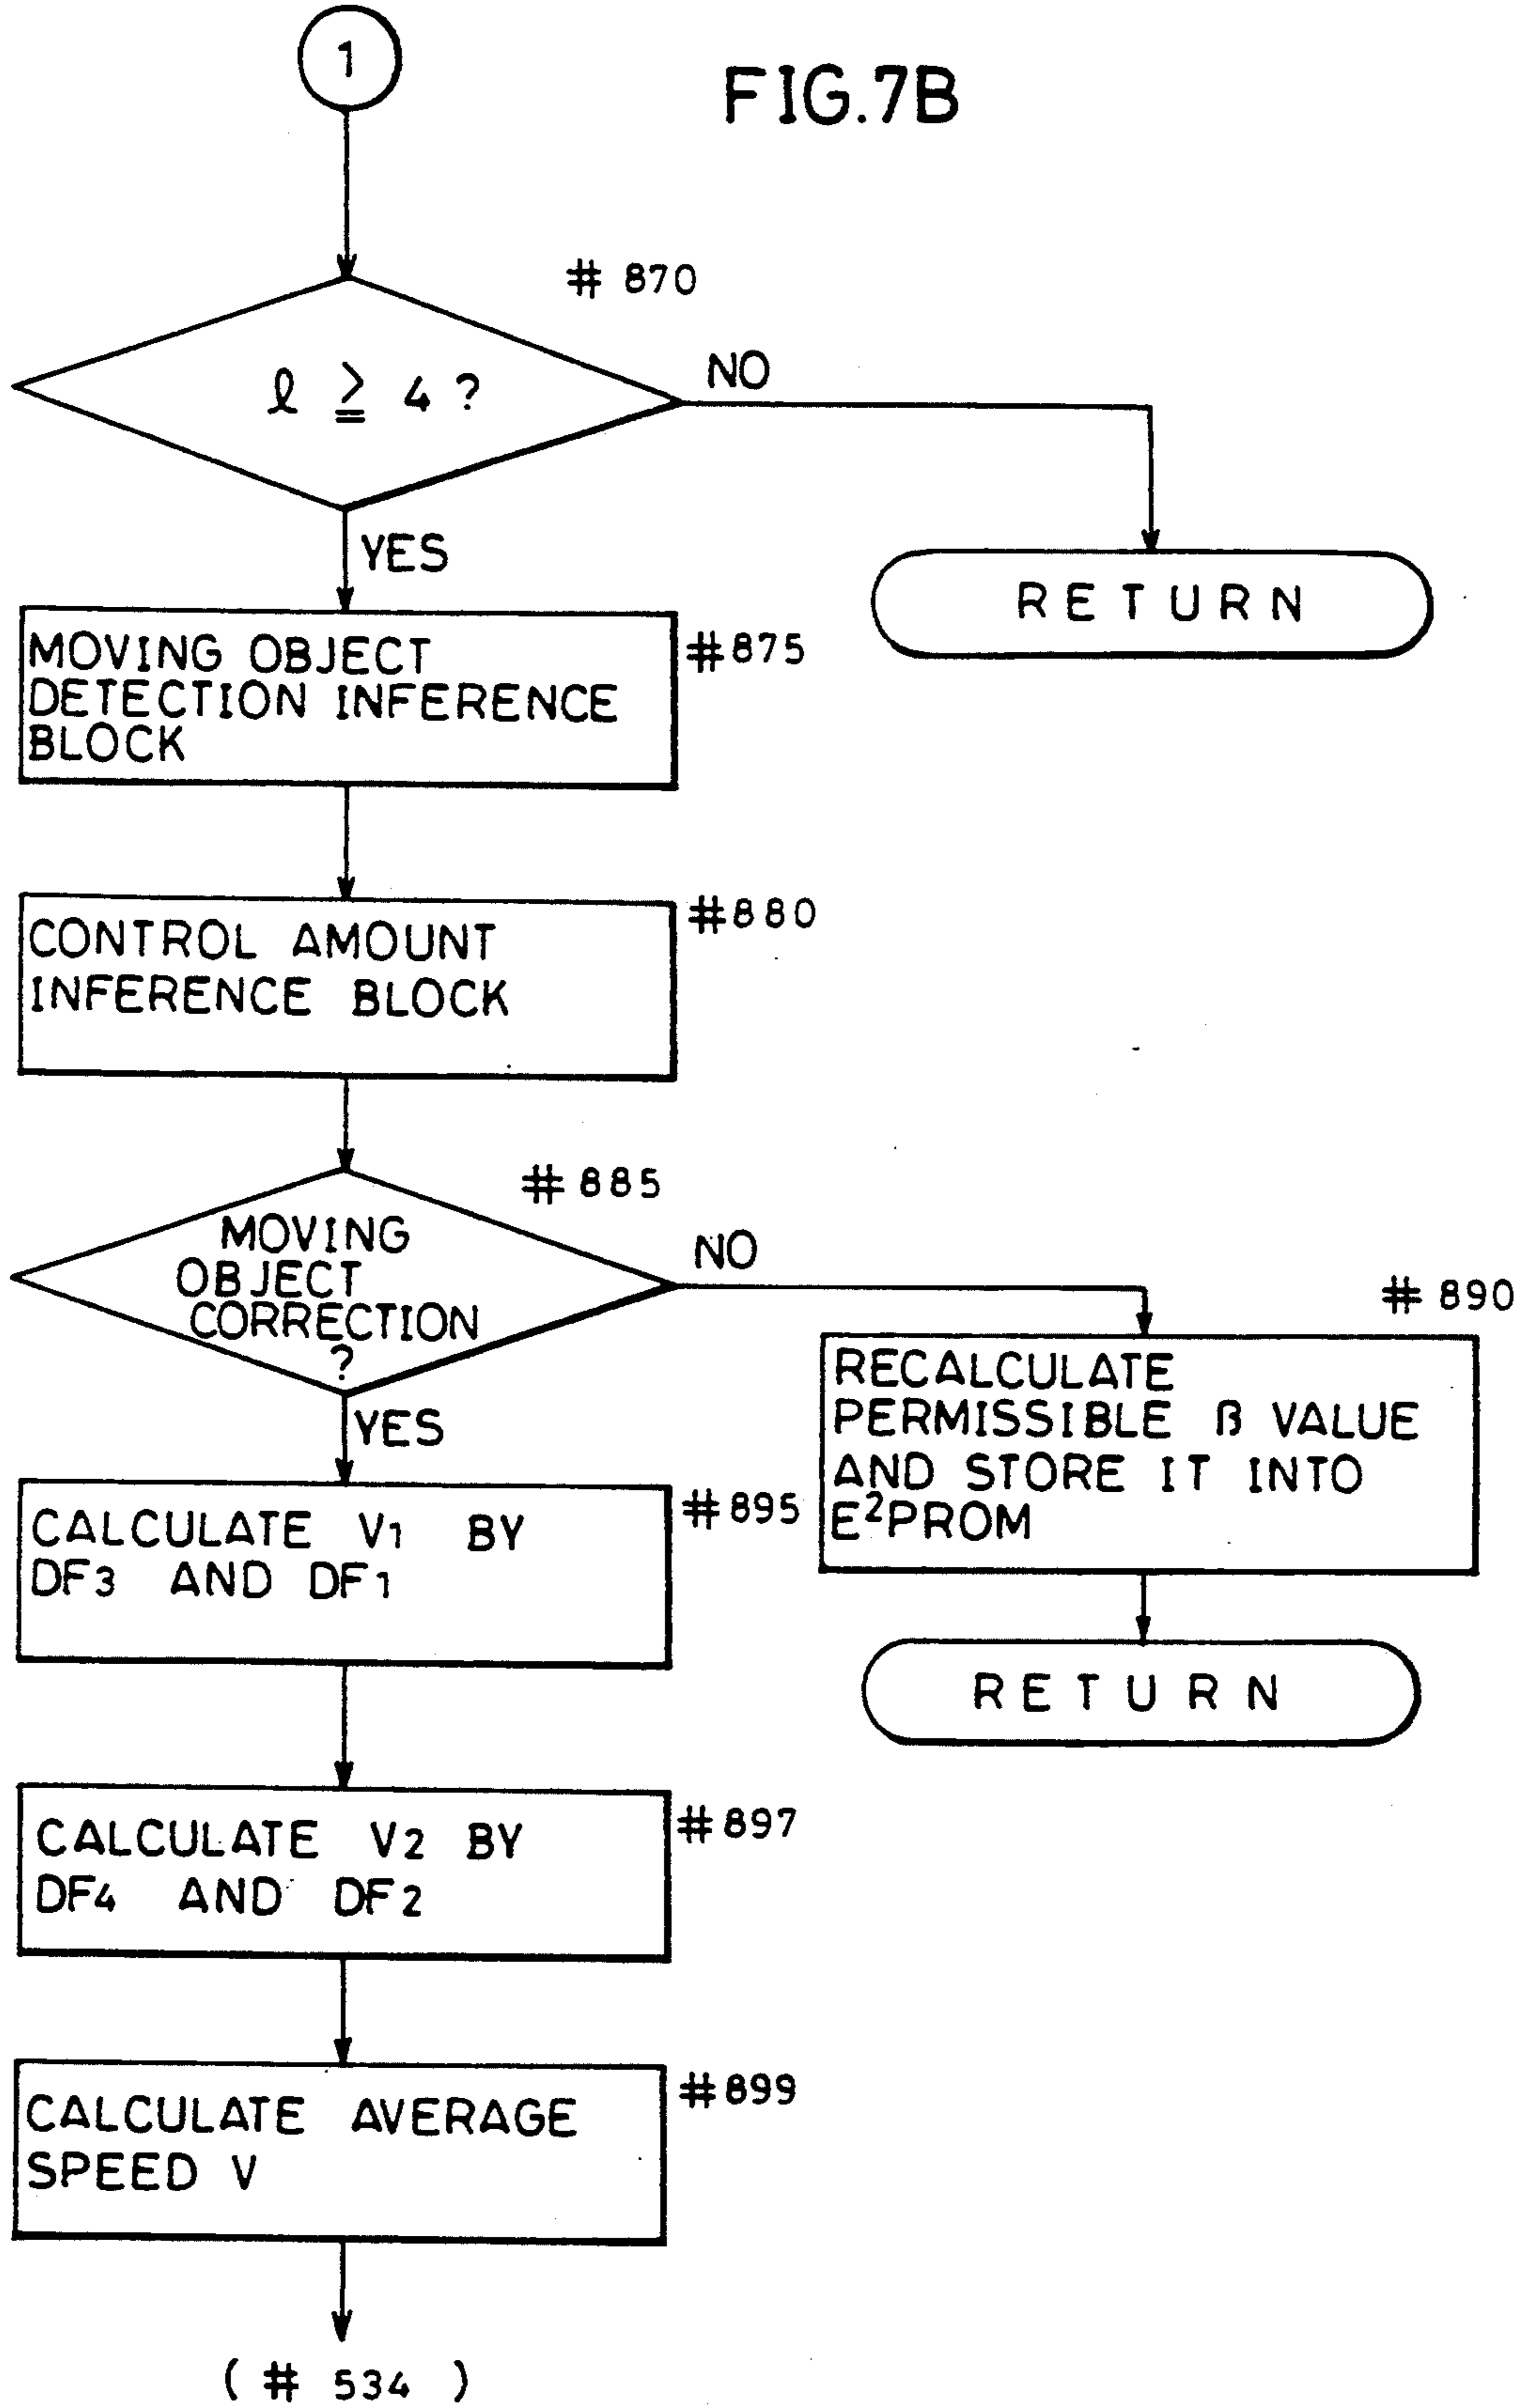 1
FIG.7B
# 870
ℓ ≧ 4 ?
NO
YES
RETURN
MOVING OBJECT
DETECTION INFERENCE
BLOCK
#875
CONTROL AMOUNT
INFERENCE BLOCK
#880
# 885
MOVING
OBJECT
CORRECTION
?
NO
YES
# 890
RECALCULATE
PERMISSIBLE β VALUE
AND STORE IT INTO
E²PROM
RETURN
CALCULATE V1 BY
DF3 AND DF1
#895
CALCULATE V2 BY
DF4 AND DF2
#897
CALCULATE AVERAGE
SPEED V
#899
( # 534 )